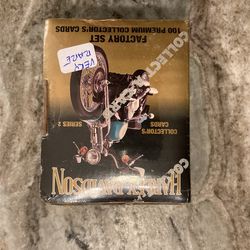 HARLEY-DAVIDSON
COLLECTOR'S
CARDS
SERIES 2
VERY
RARE
FACTORY SET
100 PREMIUM COLLECTOR'S CARDS